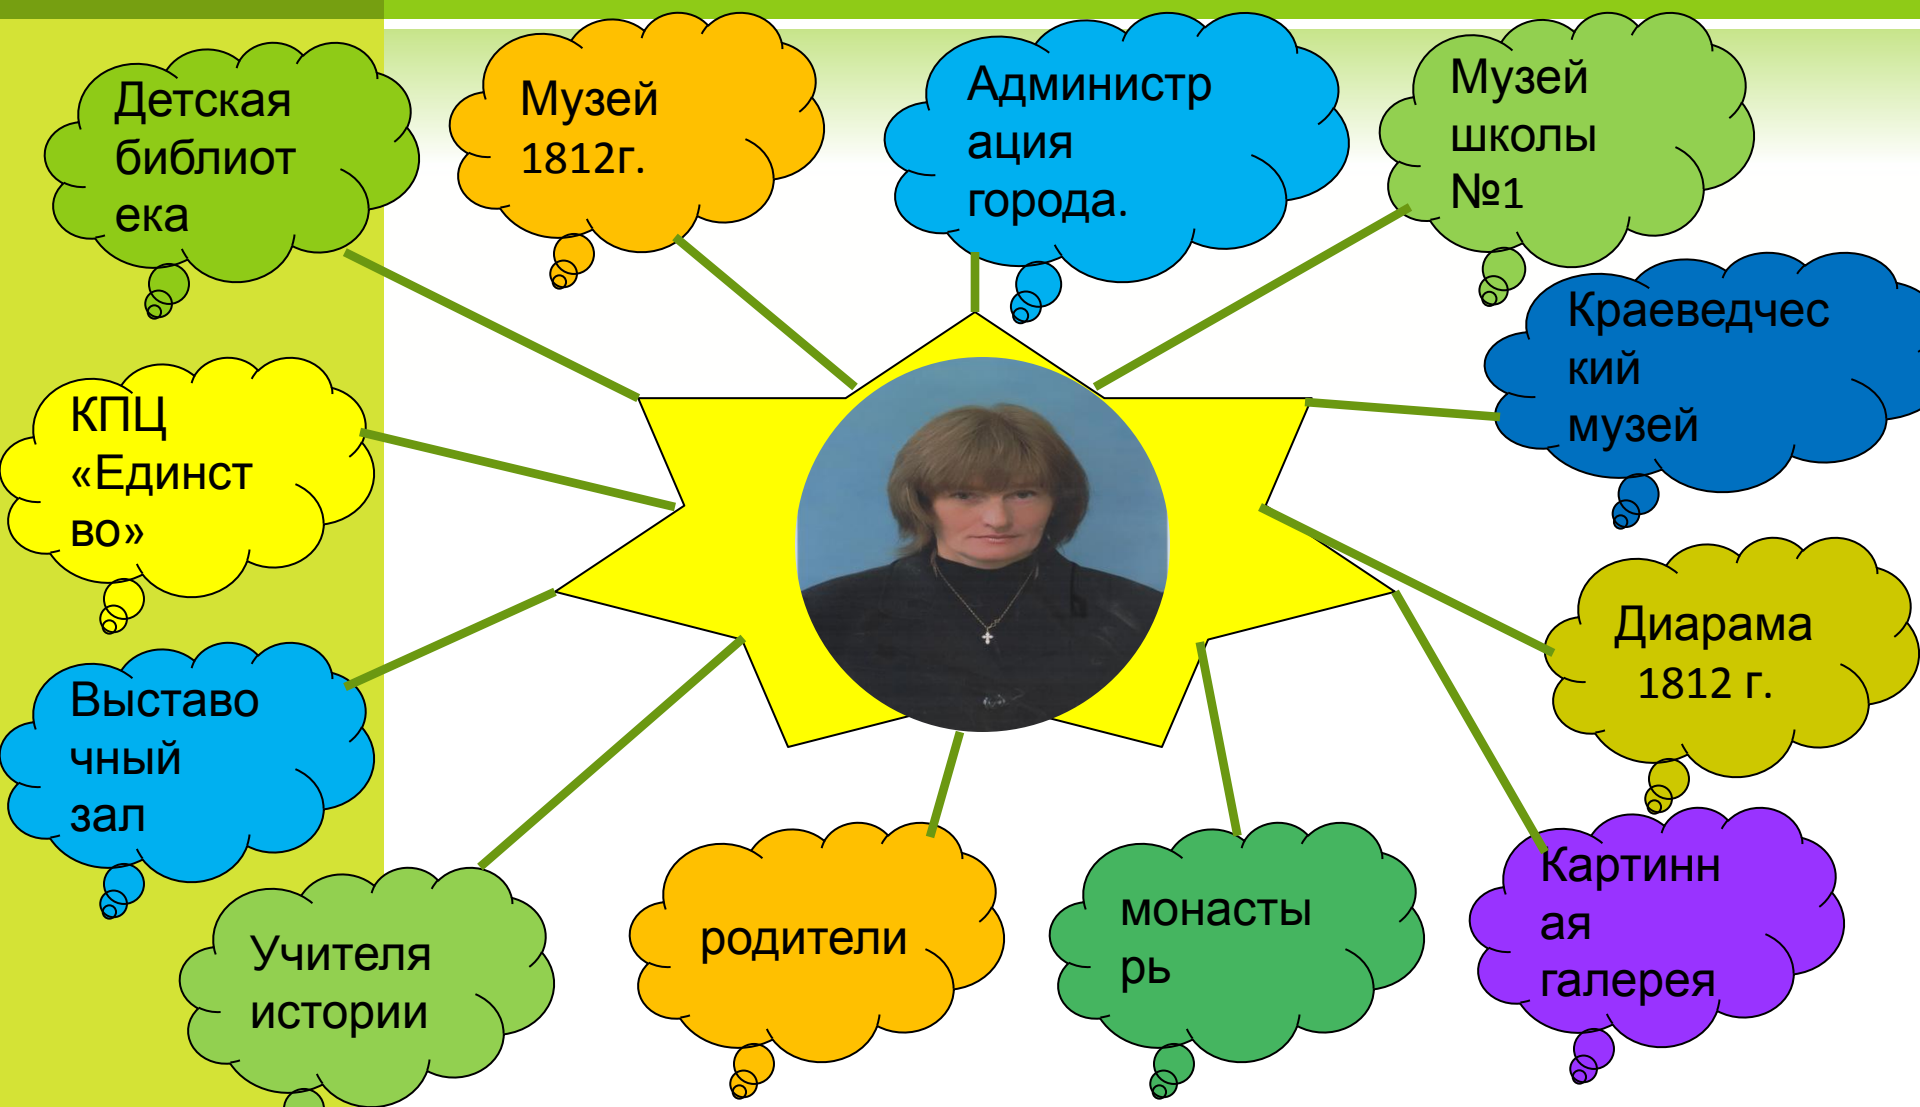 Детская
библиот
ека
Музей
1812г.
Администр
ация
города.
Музей
школы
№1
Краеведчес
кий
музей
КПЦ
«Единст
во»
Диарама
1812 г.
Выставо
чный
зал
Картинн
ая
галерея
Учителя
истории
родители
монасты
рь